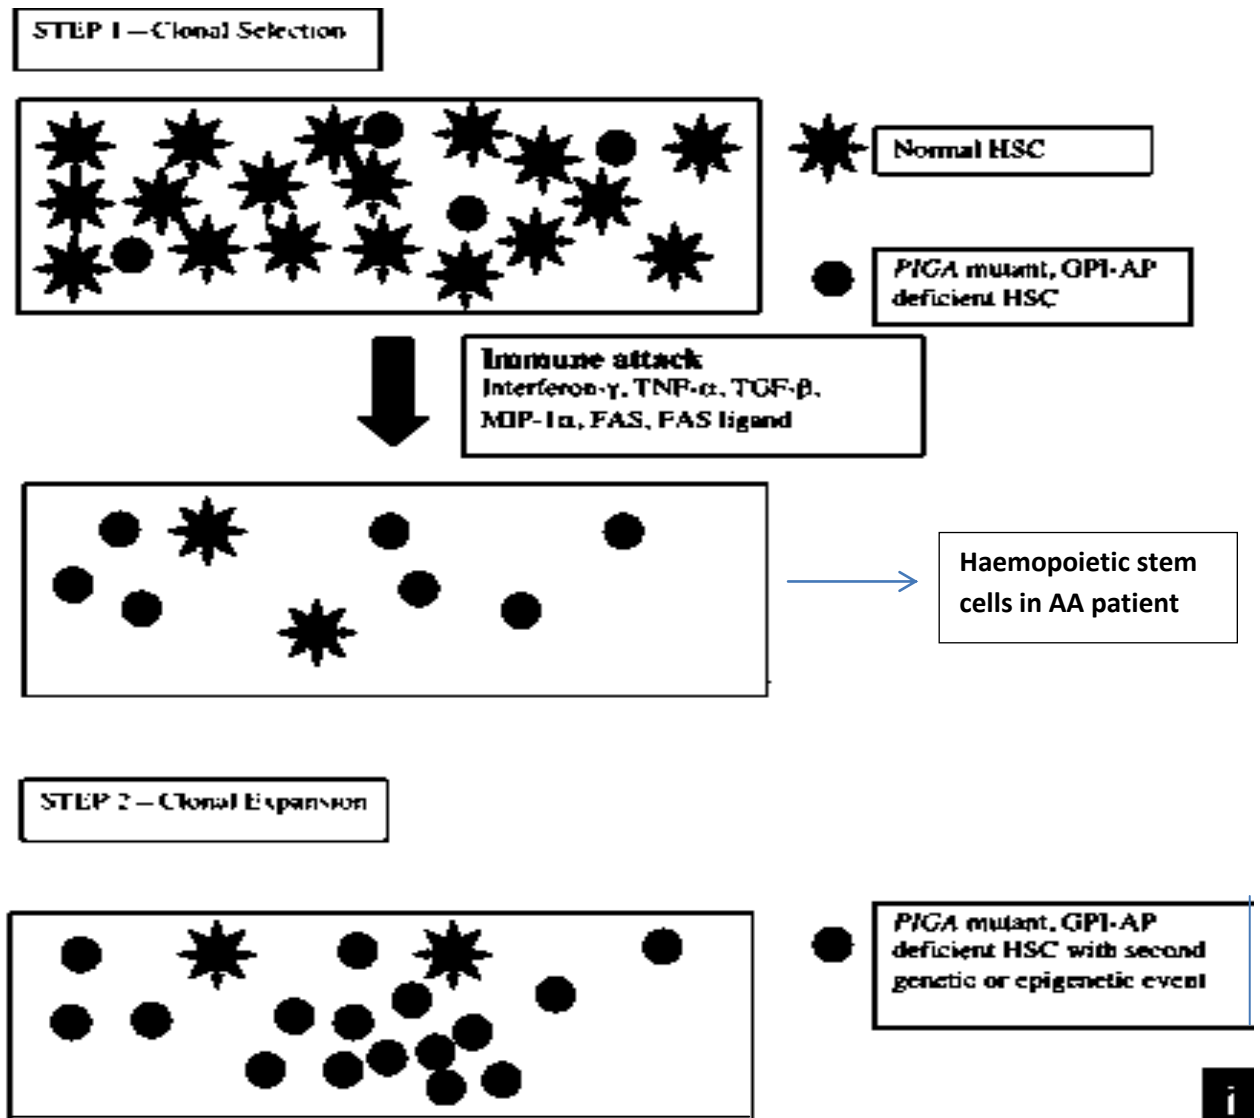 STEP 1 – Clonal Selection
Normal HSC
PIGA mutant, GPI-AP
deficient HSC
Immune attack
Interferon-γ, TNF-α, TGF-β,
MIP-1α, FAS, FAS ligand
Haemopoietic stem
cells in AA patient
STEP 2 – Clonal Expansion
PIGA mutant, GPI-AP
deficient HSC with second
genetic or epigenetic event
i